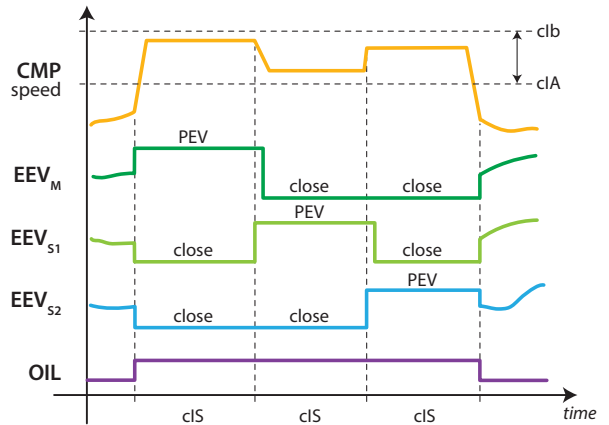 clb
CMP
speed
clA
PEV
EEVM
close
close
PEV
EEVS1
close
close
PEV
EEVS2
close
close
OIL
clS
clS
clS
time